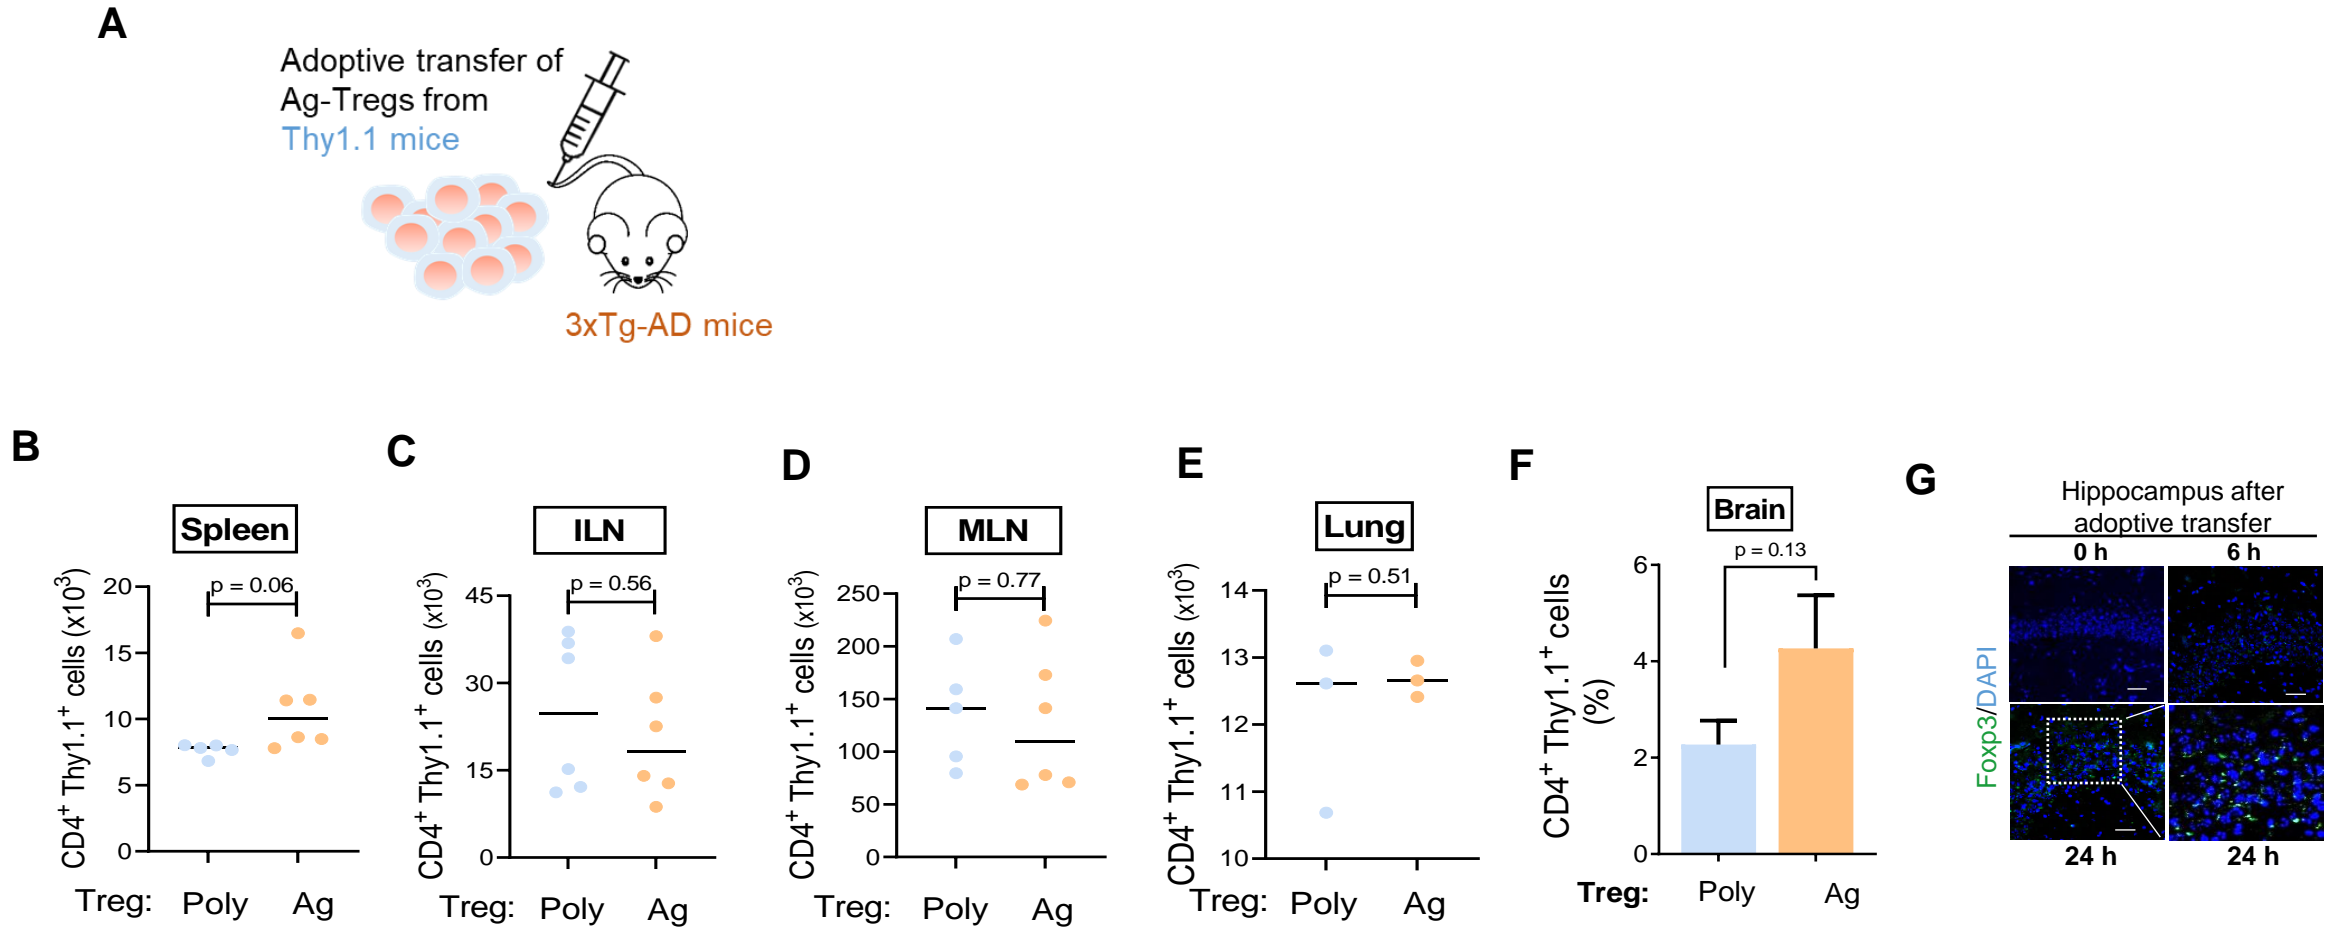 A
Adoptive transfer of
Ag-Tregs from
Thy1.1 mice
3xTg-AD mice
B
Spleen
CD4+ Thy1.1+ cells (x10³)
20
15
10
5
0
p = 0.06
Treg: Poly Ag
C
ILN
CD4+ Thy1.1+ cells (x10³)
45
30
15
0
p = 0.56
Treg: Poly Ag
D
MLN
CD4+ Thy1.1+ cells (x10³)
250
200
150
100
50
0
p = 0.77
Treg: Poly Ag
E
Lung
CD4+ Thy1.1+ cells (x10³)
14
13
12
11
10
p = 0.51
Treg: Poly Ag
F
Brain
CD4+ Thy1.1+ cells
(%)
6
4
2
0
p = 0.13
Treg: Poly Ag
G
Hippocampus after
adoptive transfer
0 h 6 h
Foxp3/DAPI
24 h 24 h